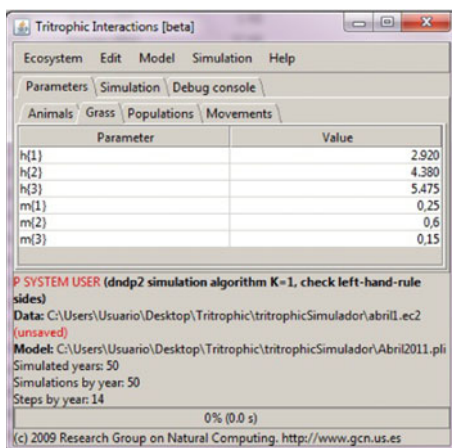 Tritrophic Interactions [beta]
Ecosystem Edit Model Simulation Help
Parameters Simulation Debug console
Animals Grass Populations Movements
Parameter Value
h{1} 2.920
h{2} 4.380
h{3} 5.475
m{1} 0,25
m{2} 0,6
m{3} 0,15
P SYSTEM USER (dndp2 simulation algorithm K=1, check left-hand-rule
sides)
Data: C:\Users\Usuario\Desktop\Tritrophic\tritrophicSimulador\abril1.ec2
(unsaved)
Model: C:\Users\Usuario\Desktop\Tritrophic\tritrophicSimulador\Abril2011.pli
Simulated years: 50
Simulations by year: 50
Steps by year: 14
0% (0.0 s)
(c) 2009 Research Group on Natural Computing. http://www.gcn.us.es